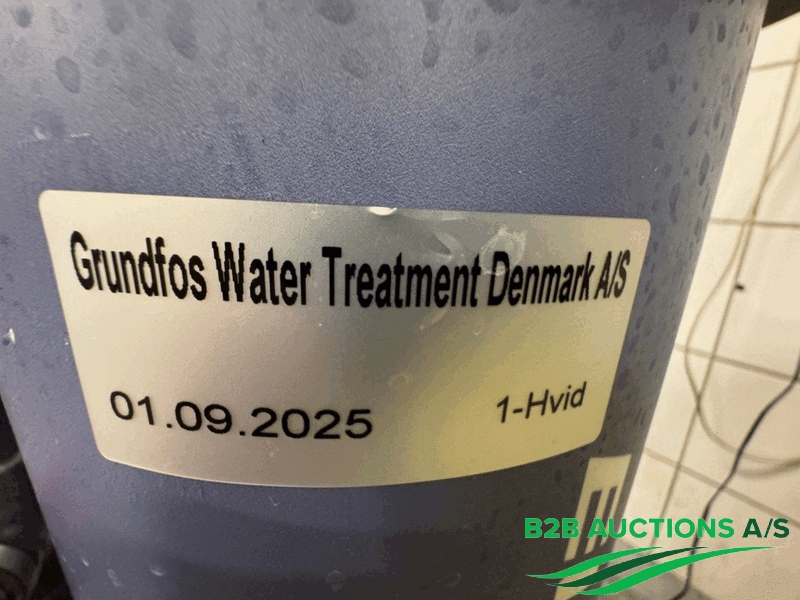 Grundfos Water Treatment Denmark A/S
01.09.2025 1-Hvid
B2B AUCTIONS A/S